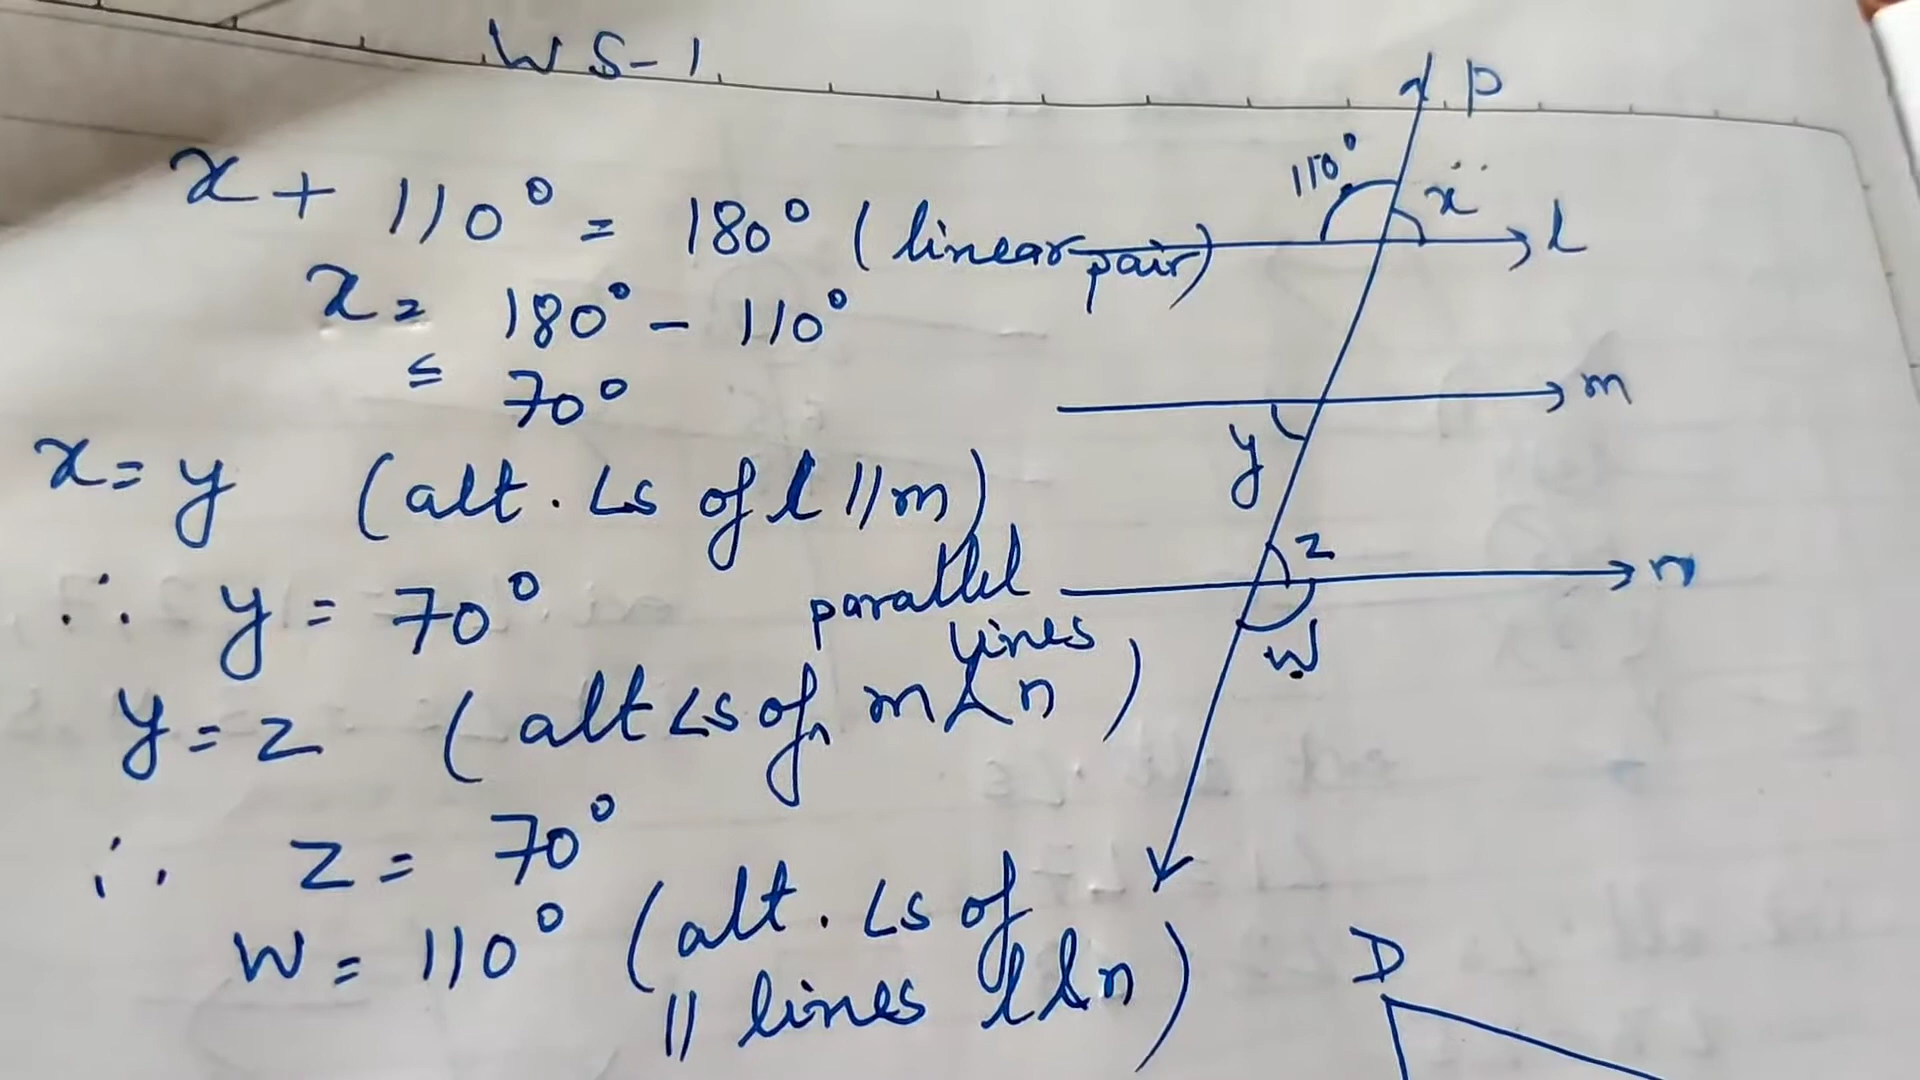 WS-1
x + 110° = 180° (linear pair)
x = 180° - 110°
= 70°
x = y (alt. ∠s of l || m)
∴ y = 70°
parallel lines
y = z (alt ∠s of m & n)
∴ z = 70°
w = 110° (alt. ∠s of
|| lines l & n)
p
110° x
l
m
y
z
n
w
D